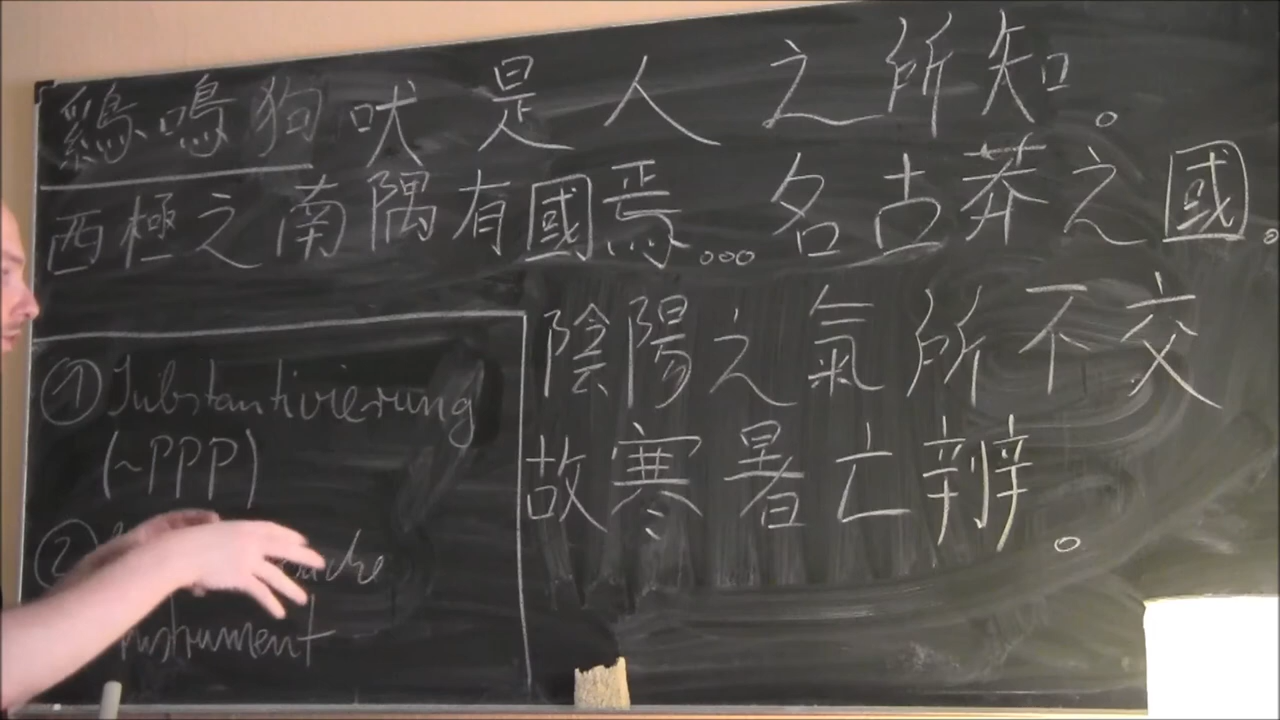 鷄鳴狗吠是人之所知。
西極之南隅有國焉...名古莽之國。
陰陽之氣所不交
故寒暑亡辨。
① Substantivierung
(~PPP)
②
Instrument